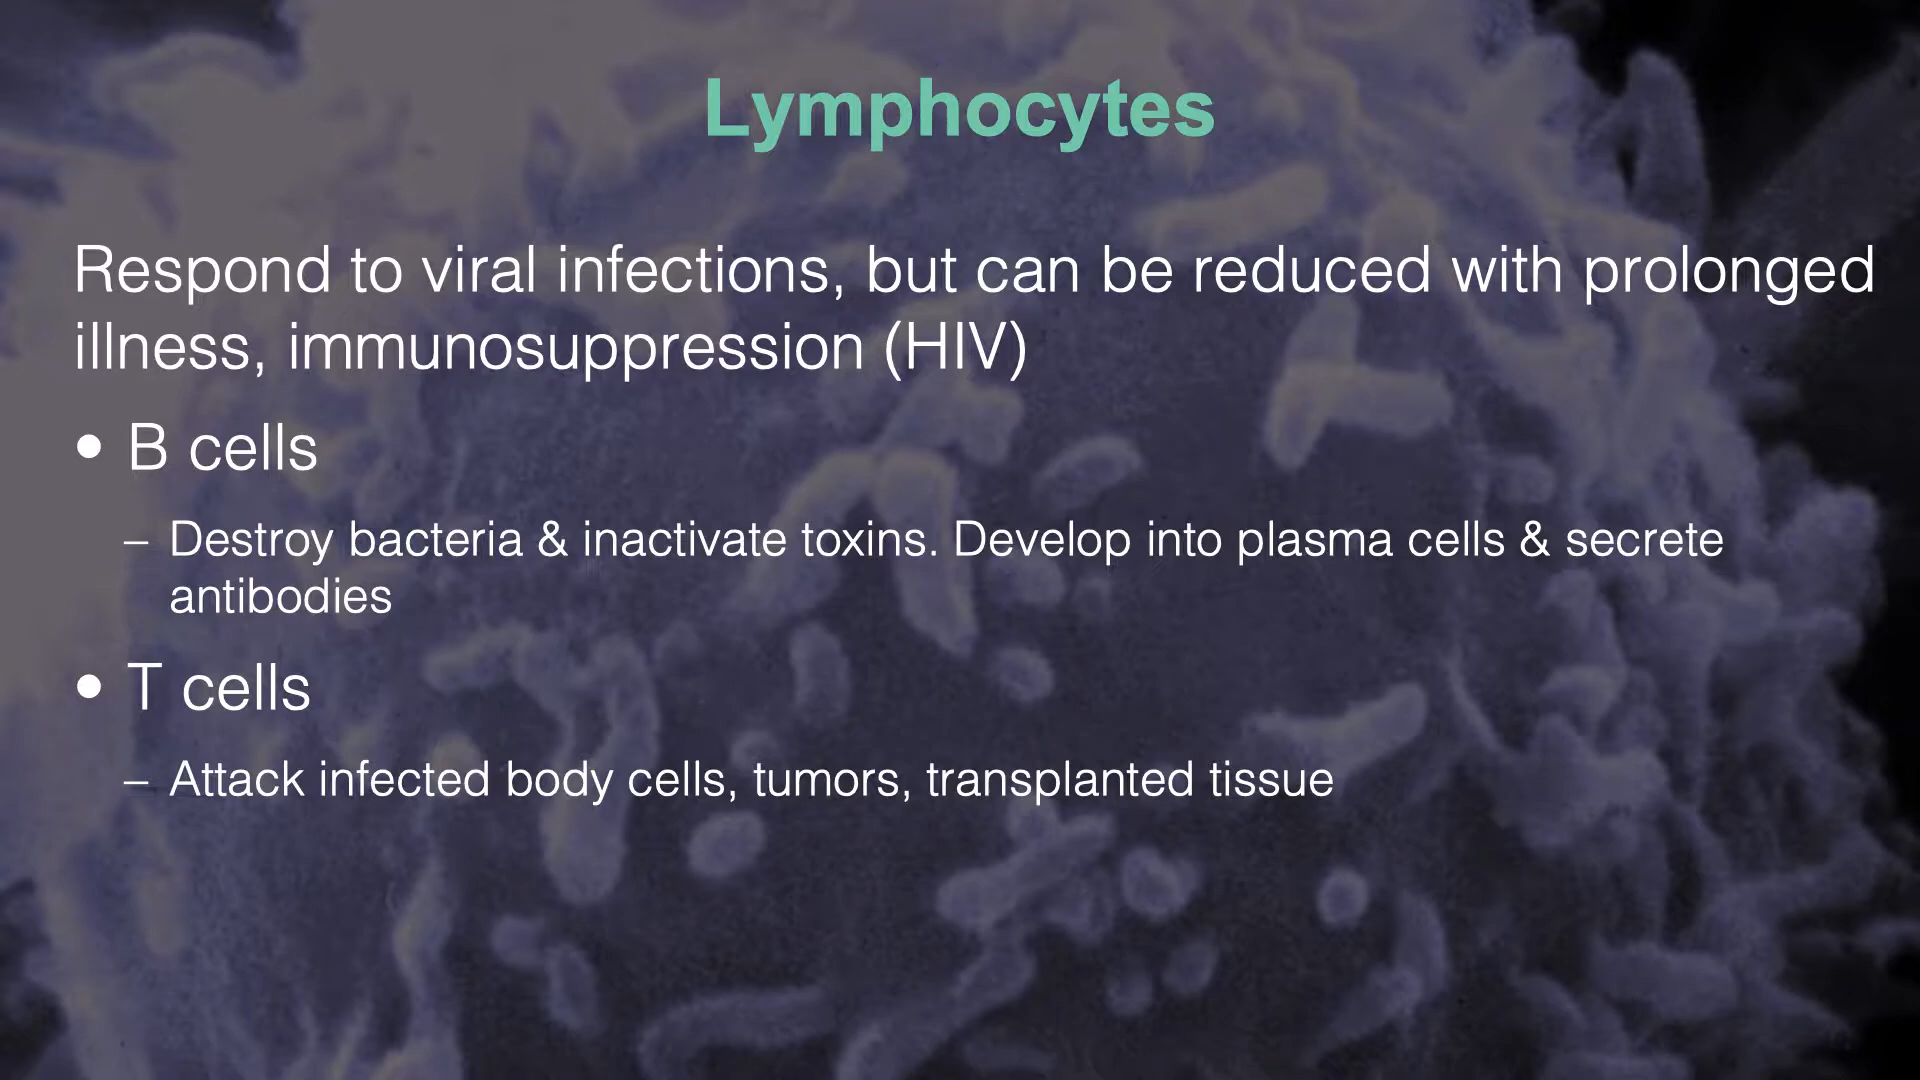 Lymphocytes
Respond to viral infections, but can be reduced with prolonged
illness, immunosuppression (HIV)
• B cells
– Destroy bacteria & inactivate toxins. Develop into plasma cells & secrete
antibodies
• T cells
– Attack infected body cells, tumors, transplanted tissue